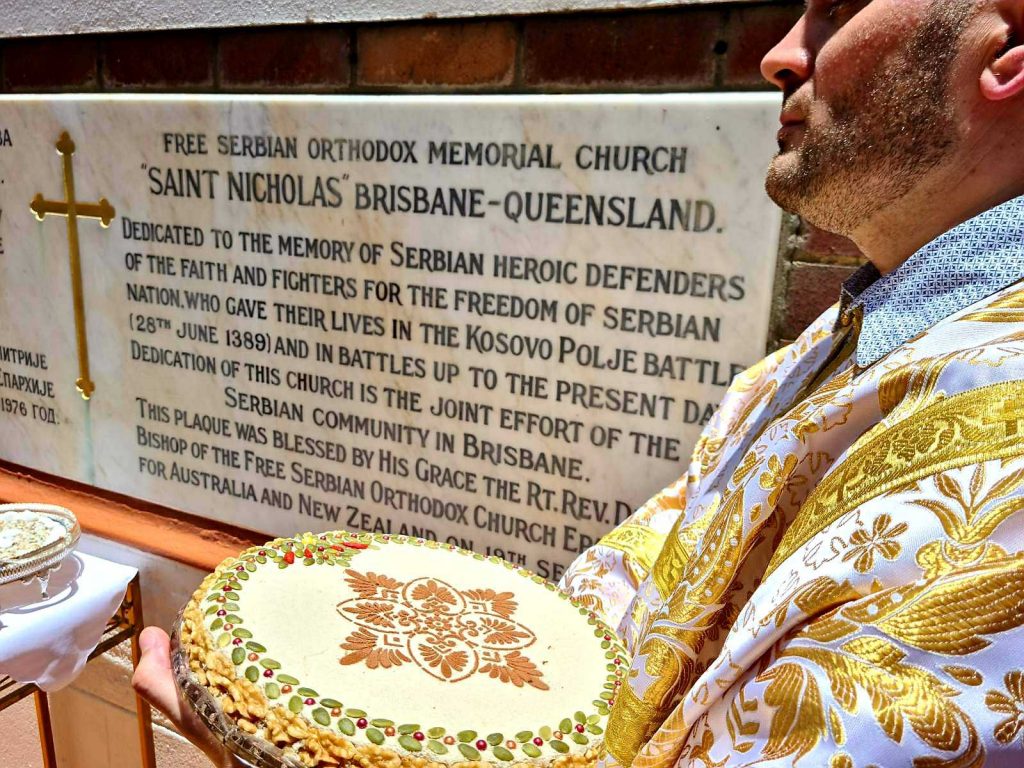 FREE SERBIAN ORTHODOX MEMORIAL CHURCH
"SAINT NICHOLAS" BRISBANE-QUEENSLAND.
DEDICATED TO THE MEMORY OF SERBIAN HEROIC DEFENDERS
OF THE FAITH AND FIGHTERS FOR THE FREEDOM OF SERBIAN
NATION.WHO GAVE THEIR LIVES IN THE KOSOVO POLJE BATTLE
(28TH JUNE 1389) AND IN BATTLES UP TO THE PRESENT
DEDICATION OF THIS CHURCH IS THE JOINT EFFORT OF THE
SERBIAN COMMUNITY IN BRISBANE.
THIS PLAQUE WAS BLESSED BY HIS GRACE THE RT. REV.
BISHOP OF THE FREE SERBIAN ORTHODOX CHURCH
FOR AUSTRALIA AND NEW ZEALAND ON 19TH
ЕПАРХИЈЕ
1976 ГОД.